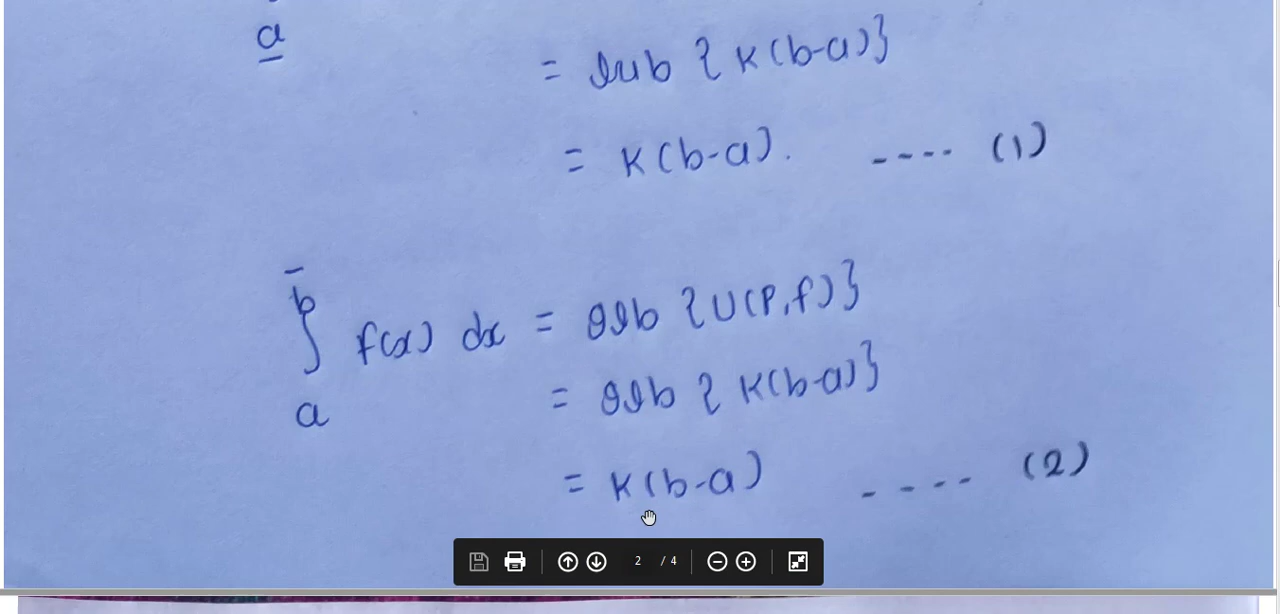 a
= lub { K(b-a)}
= K(b-a). ---- (1)
b
∫ f(x) dx = glb {U(P,f)}
a = glb { K(b-a)}
= K(b-a) ---- (2)
2 / 4